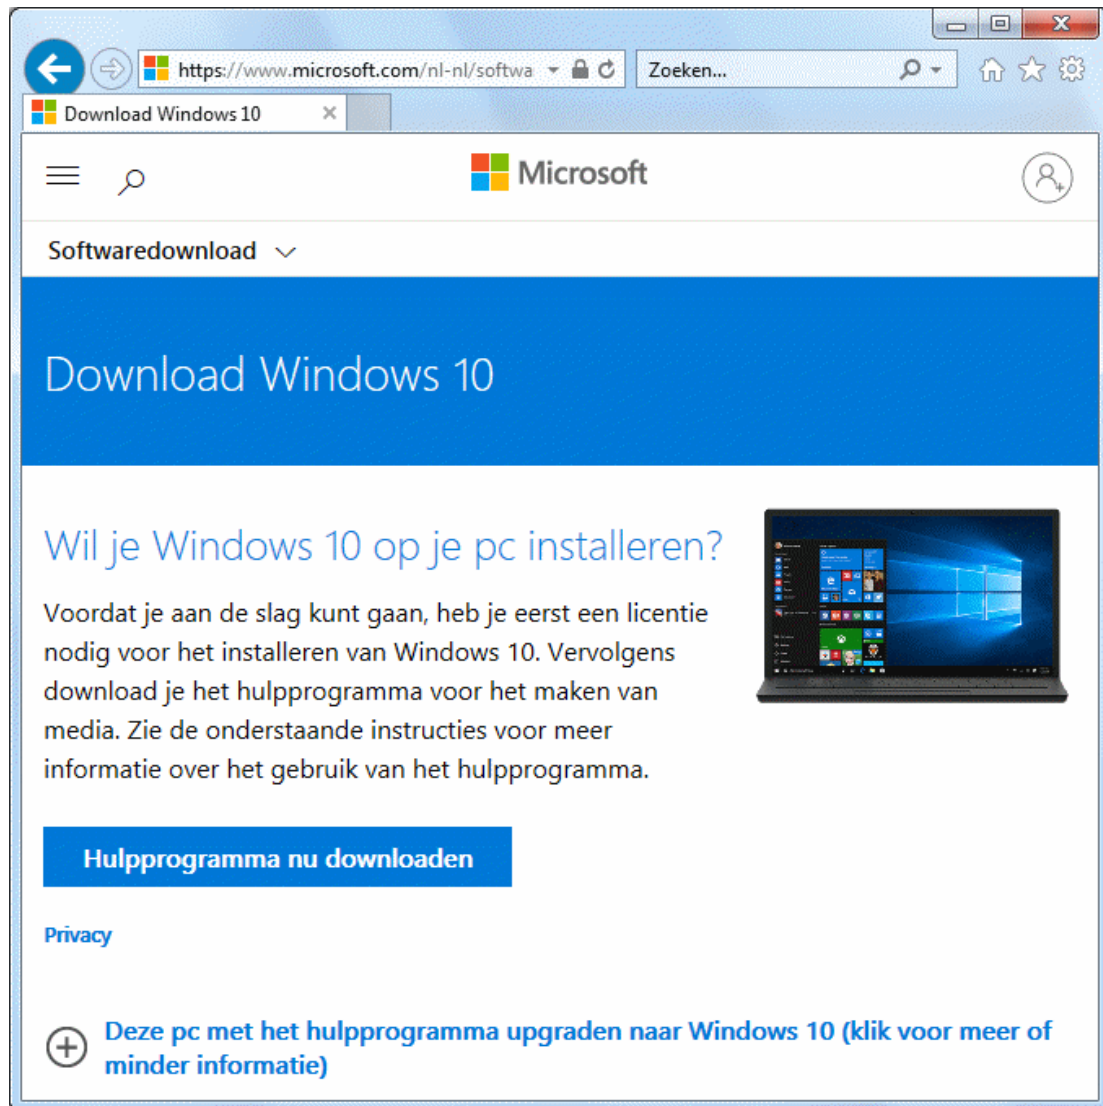 https://www.microsoft.com/nl-nl/softwa
Zoeken...
Download Windows 10
Microsoft
Softwaredownload
Download Windows 10
Wil je Windows 10 op je pc installeren?
Voordat je aan de slag kunt gaan, heb je eerst een licentie
nodig voor het installeren van Windows 10. Vervolgens
download je het hulpprogramma voor het maken van
media. Zie de onderstaande instructies voor meer
informatie over het gebruik van het hulpprogramma.
Hulpprogramma nu downloaden
Privacy
Deze pc met het hulpprogramma upgraden naar Windows 10 (klik voor meer of
minder informatie)